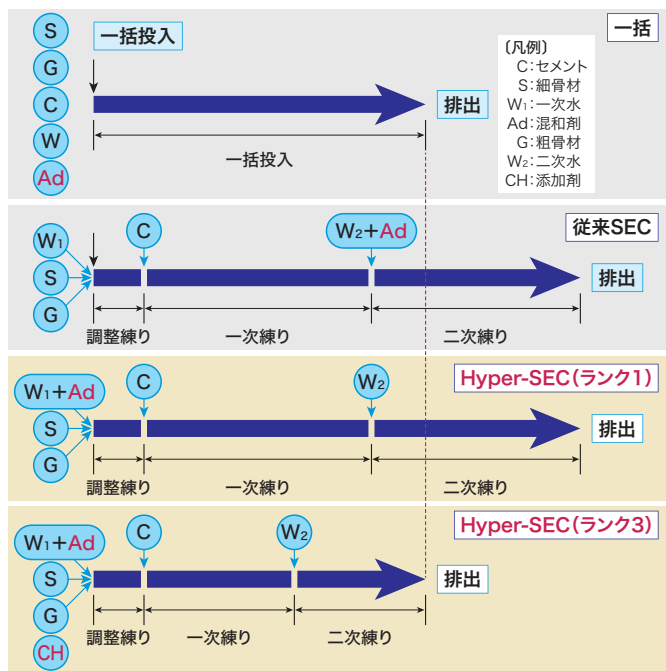 一括
S
G
C
W
Ad
一括投入
排出
一括投入
〔凡例〕
C:セメント
S:細骨材
W₁:一次水
Ad:混和剤
G:粗骨材
W₂:二次水
CH:添加剤
従来SEC
W₁
S
G
C
W₂+Ad
排出
調整練り
一次練り
二次練り
Hyper-SEC(ランク1)
W₁+Ad
S
G
C
W₂
排出
調整練り
一次練り
二次練り
Hyper-SEC(ランク3)
W₁+Ad
S
G
CH
C
W₂
排出
調整練り
一次練り
二次練り